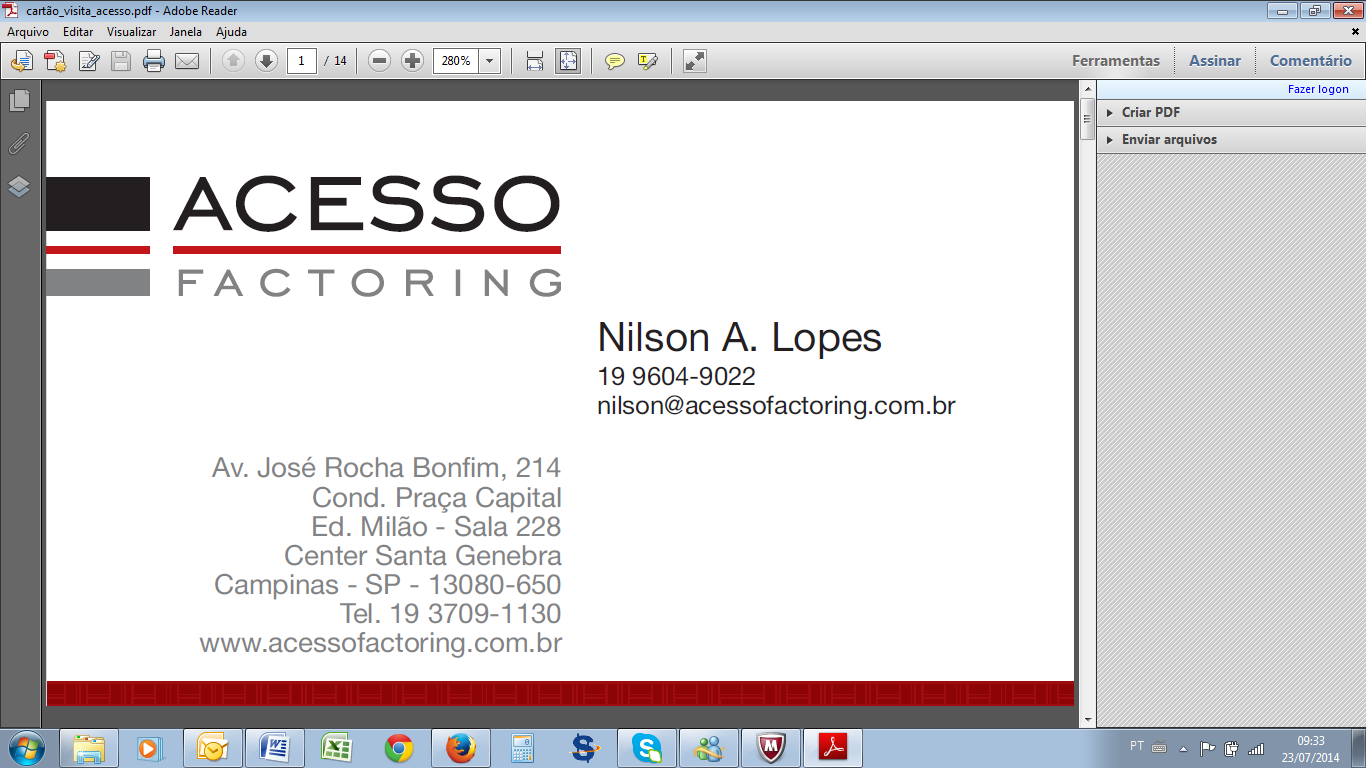 cartão_visita_acesso.pdf - Adobe Reader
Arquivo Editar Visualizar Janela Ajuda
1 / 14 280% Ferramentas Assinar Comentário
Fazer logon
Criar PDF
Enviar arquivos
ACESSO
FACTORING
Nilson A. Lopes
19 9604-9022
nilson@acessofactoring.com.br
Av. José Rocha Bonfim, 214
Cond. Praça Capital
Ed. Milão - Sala 228
Center Santa Genebra
Campinas - SP - 13080-650
Tel. 19 3709-1130
www.acessofactoring.com.br
PT
09:33
23/07/2014